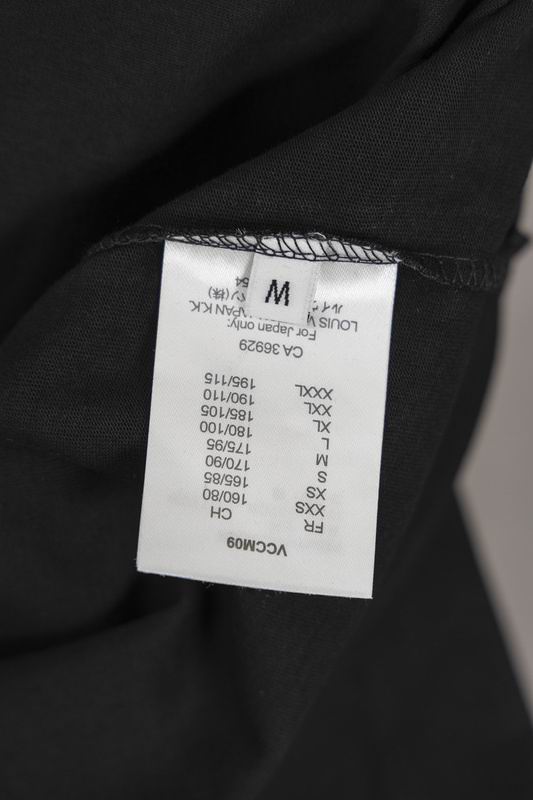 VCCM09
FR CH
XXS 160/80
XS 165/85
S 170/90
M 175/95
L 180/100
XL 185/105
XXL 190/110
XXXL 195/115
CA 36929
For Japan only:
LOUIS K.K.
(株)
M